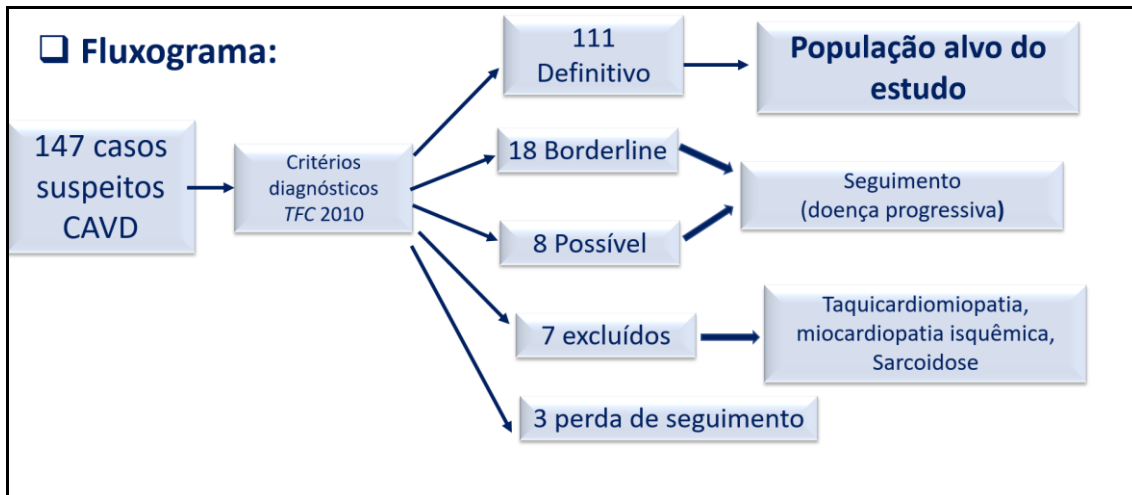 ❑ Fluxograma:
147 casos
suspeitos
CAVD
Critérios
diagnósticos
TFC 2010
111
Definitivo
População alvo do
estudo
18 Borderline
8 Possível
Seguimento
(doença progressiva)
7 excluídos
Taquicardiomiopatia,
miocardiopatia isquêmica,
Sarcoidose
3 perda de seguimento